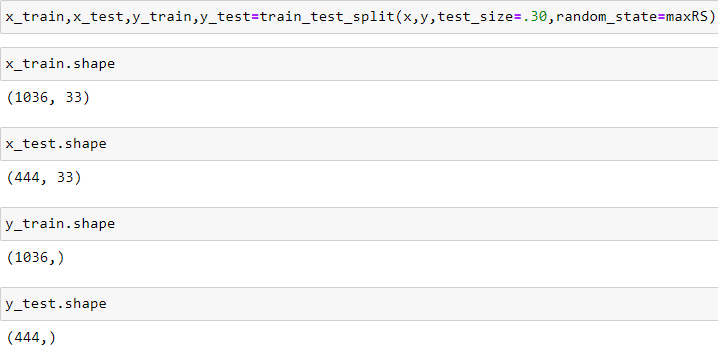 x_train,x_test,y_train,y_test=train_test_split(x,y,test_size=.30,random_state=maxRS)
x_train.shape
(1036, 33)
x_test.shape
(444, 33)
y_train.shape
(1036,)
y_test.shape
(444,)